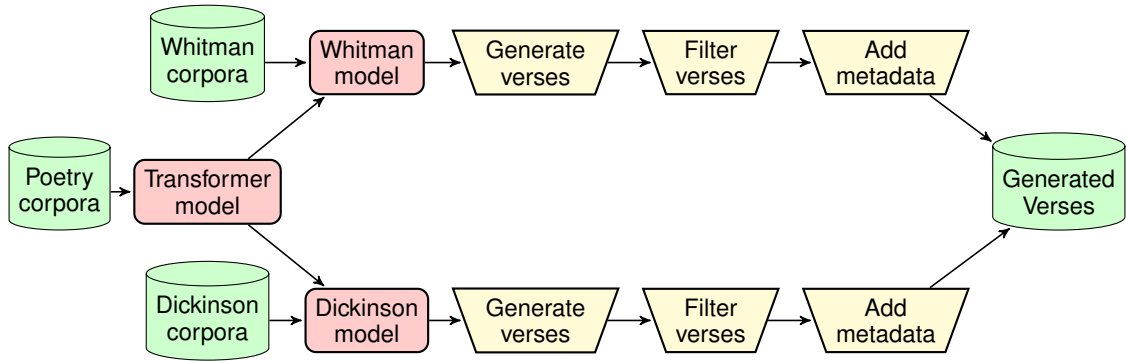 Whitman
corpora
Whitman
model
Generate
verses
Filter
verses
Add
metadata
Poetry
corpora
Transformer
model
Generated
Verses
Dickinson
corpora
Dickinson
model
Generate
verses
Filter
verses
Add
metadata